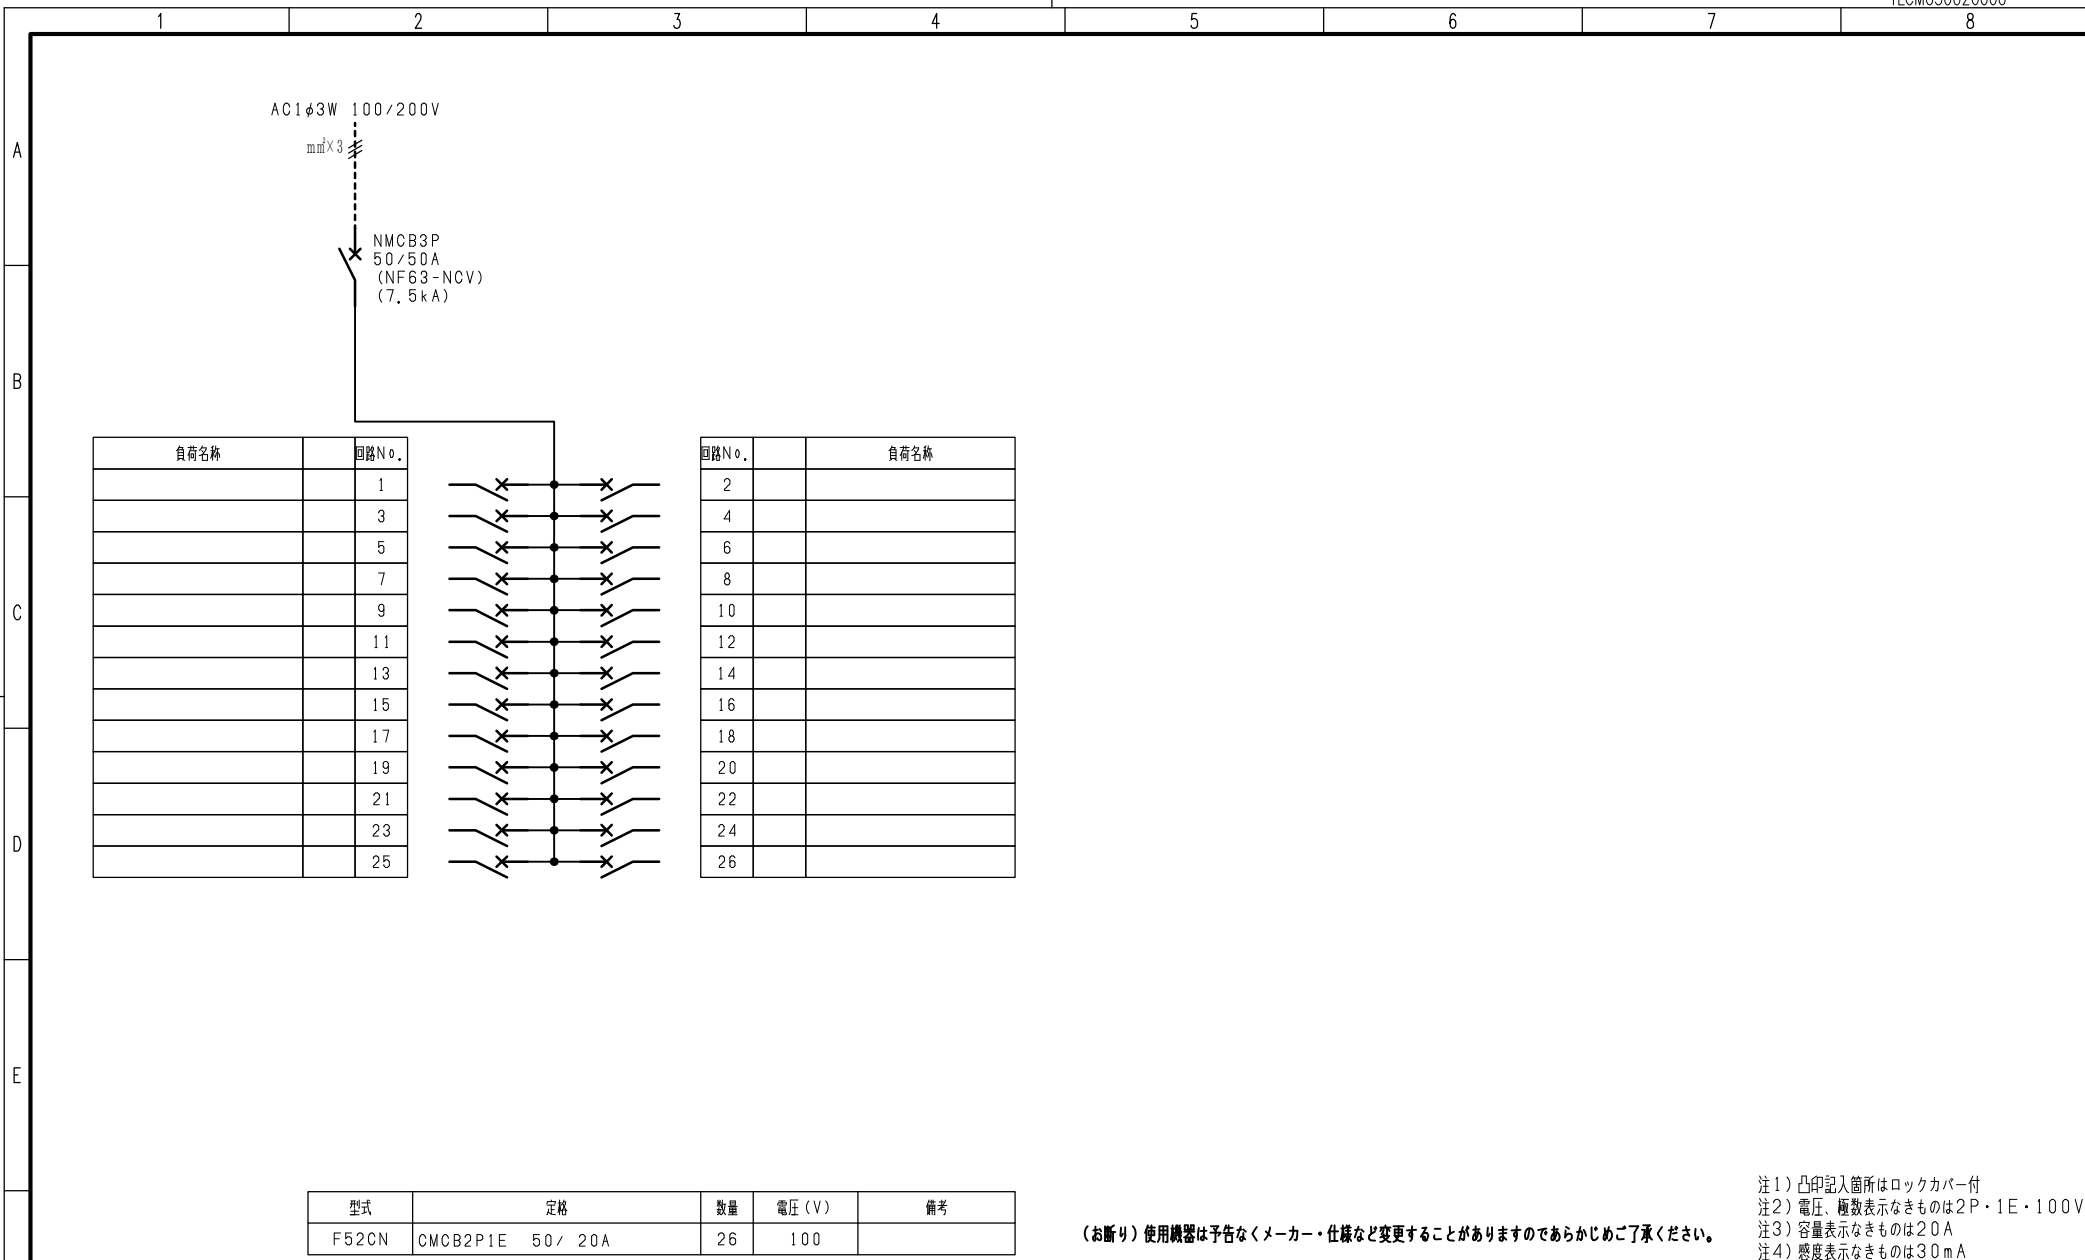 1 2 3 4 5 6 7 8
A
AC1φ3W 100/200V
mm²×3
NMCB3P
50/50A
(NF63-NCV)
(7.5kA)
B
負荷名称 回路No. 回路No. 負荷名称
1 2
3 4
5 6
7 8
9 10
C
11 12
13 14
15 16
17 18
19 20
21 22
23 24
D
25 26
E
型式 定格 数量 電圧(V) 備考
F52CN CMCB2P1E 50/ 20A 26 100
(お断り)使用機器は予告なくメーカー・仕様など変更することがありますのであらかじめご了承ください。
注1)凸印記入箇所はロックカバー付
注2)電圧、極数表示なきものは2P・1E・100V
注3)容量表示なきものは20A
注4)感度表示なきものは30mA